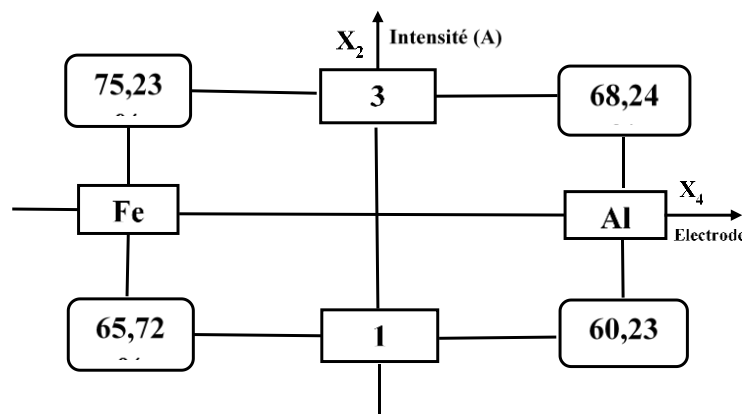 X2 Intensité (A)
75,23
3
68,24
Fe
Al
X4
Electrode
65,72
1
60,23